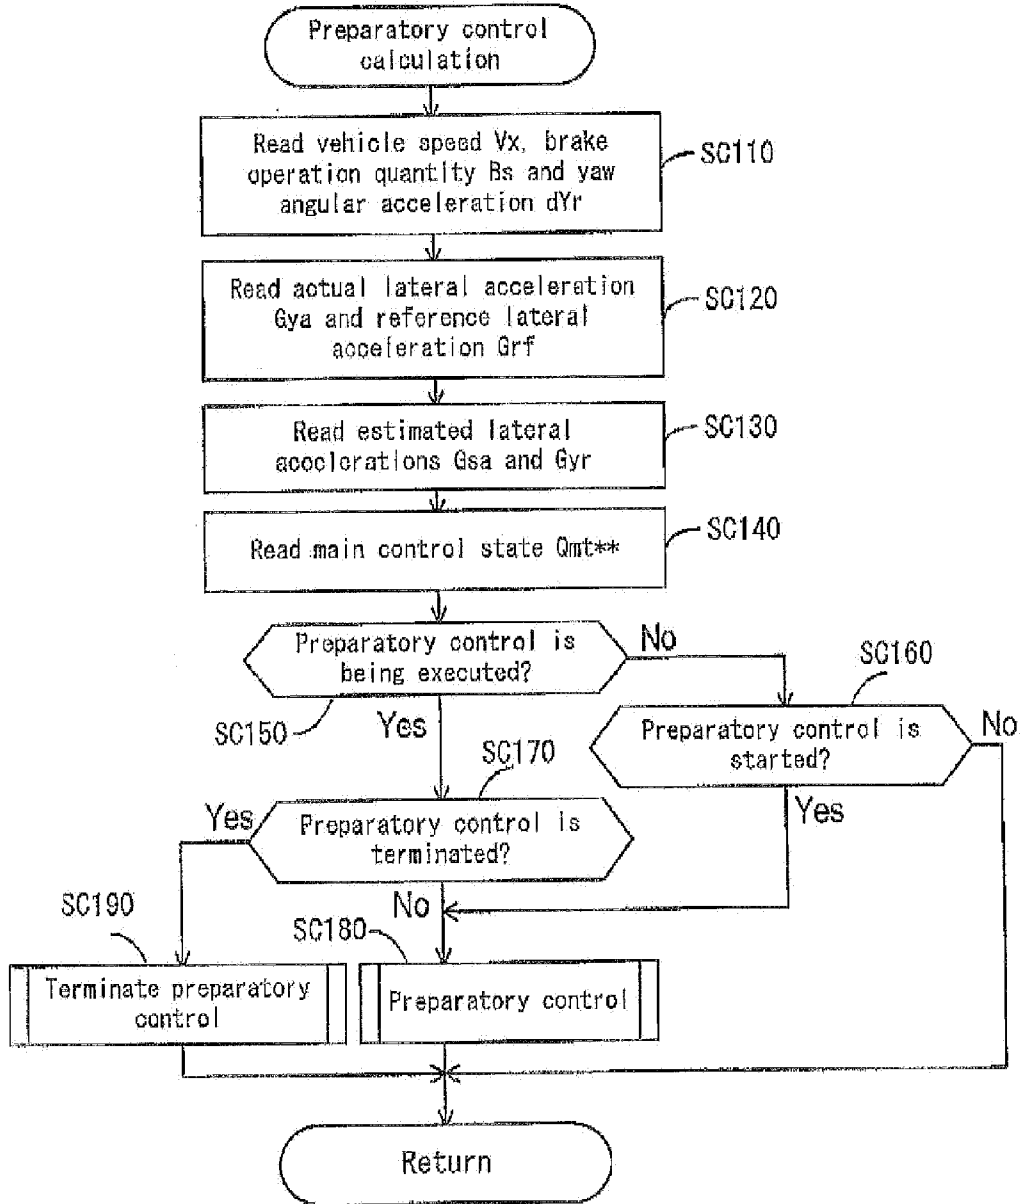 Preparatory control
calculation
Read vehicle speed Vx, brake
operation quantity Bs and yaw
angular acceleration dYr
SC110
Read actual lateral acceleration
Gya and reference lateral
acceleration Grf
SC120
Read estimated lateral
accelerations Gsa and Gyr
SC130
Read main control state Qmt**
SC140
Preparatory control is
being executed?
No
SC150
Yes
SC160
Preparatory control is
started?
No
Yes
SC170
Preparatory control is
terminated?
Yes
No
SC190
Terminate preparatory
control
SC180
Preparatory control
Return